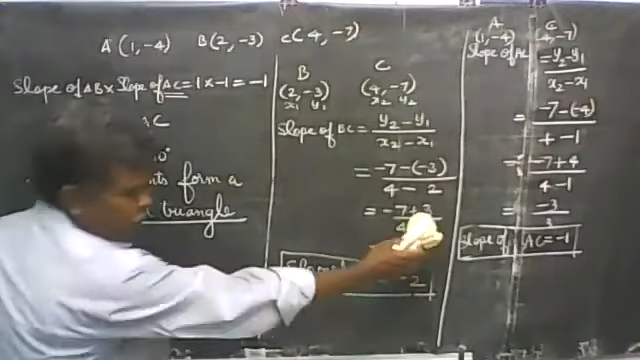 A (1, -4) B(2, -3) C(4, -7)
Slope of AB × Slope of AC = 1 × -1 = -1
AC
form a
triangle
B C
(2, -3) (4, -7)
x₁ y₁ x₂ y₂
Slope of BC = y₂ - y₁
x₂ - x₁
= -7 - (-3)
4 - 2
= -7 + 3
4
-2
A C
(1, -4) 4, -7)
Slope of AC = y₂ - y₁
x₂ - x₁
= -7 - (-4)
-1
= -7 + 4
4 - 1
= -3
3
Slope of AC = -1